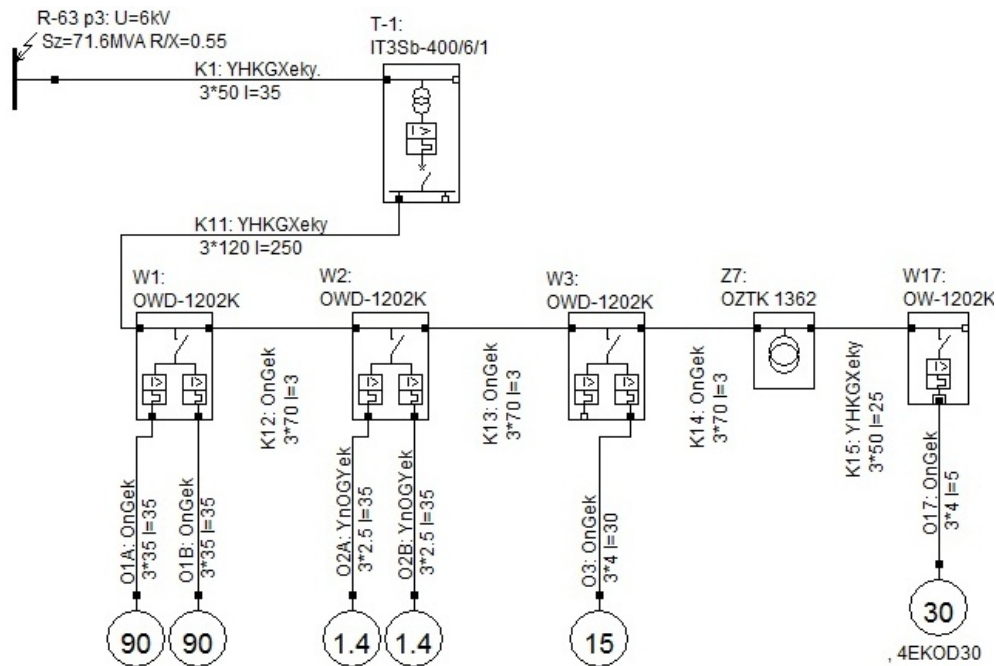 R-63 p3: U=6kV
Sz=71.6MVA R/X=0.55
T-1:
IT3Sb-400/6/1
K1: YHKGXeky.
3*50 l=35
K11: YHKGXeky
3*120 l=250
W1:
OWD-1202K
W2:
OWD-1202K
W3:
OWD-1202K
Z7:
OZTK 1362
W17:
OW-1202K
K12: OnGek
3*70 l=3
K13: OnGek
3*70 l=3
K14: OnGek
3*70 l=3
K15: YHKGXeky
3*50 l=25
O1A: OnGek
3*35 l=35
O1B: OnGek
3*35 l=35
O2A: YnOGYek
3*2.5 l=35
O2B: YnOGYek
3*2.5 l=35
O3: OnGek
3*4 l=30
O17: OnGek
3*4 l=5
90
90
1.4
1.4
15
30
, 4EKOD30